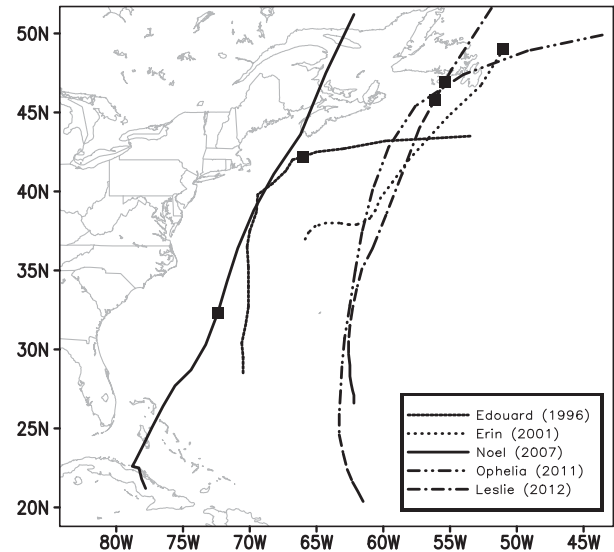 50N
45N
40N
35N
30N
25N
20N
Edouard (1996)
Erin (2001)
Noel (2007)
Ophelia (2011)
Leslie (2012)
80W 75W 70W 65W 60W 55W 50W 45W